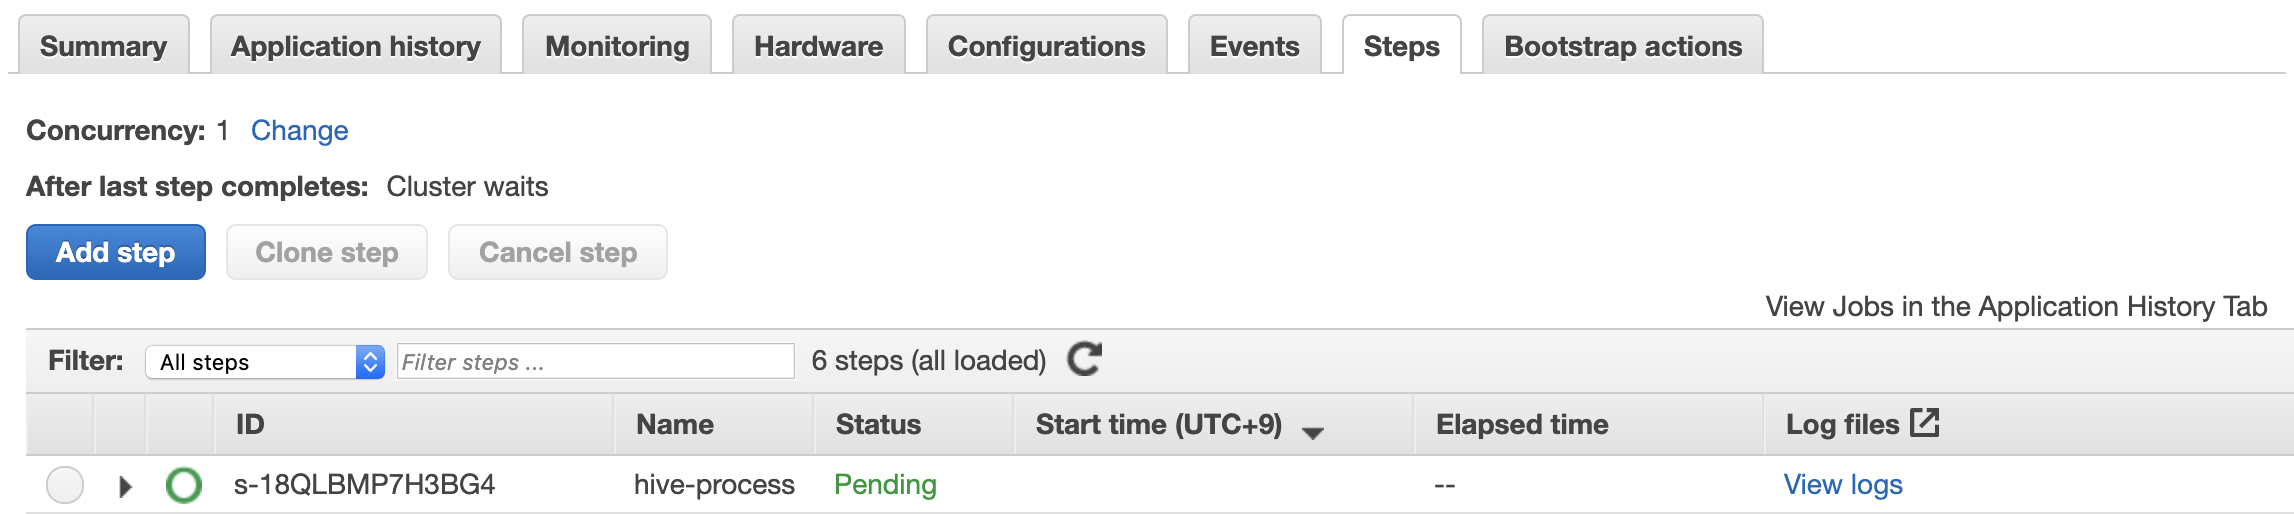 Summary Application history Monitoring Hardware Configurations Events Steps Bootstrap actions
Concurrency: 1 Change
After last step completes: Cluster waits
Add step Clone step Cancel step
View Jobs in the Application History Tab
Filter: All steps Filter steps ... 6 steps (all loaded)
ID Name Status Start time (UTC+9) Elapsed time Log files
s-18QLBMP7H3BG4 hive-process Pending -- View logs